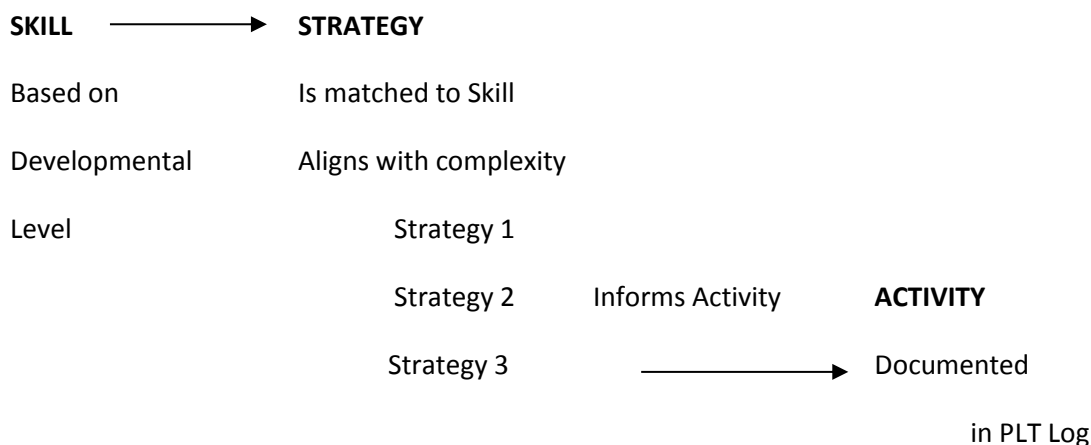 SKILL STRATEGY
Based on Is matched to Skill
Developmental Aligns with complexity
Level Strategy 1
Strategy 2 Informs Activity ACTIVITY
Strategy 3 Documented
in PLT Log